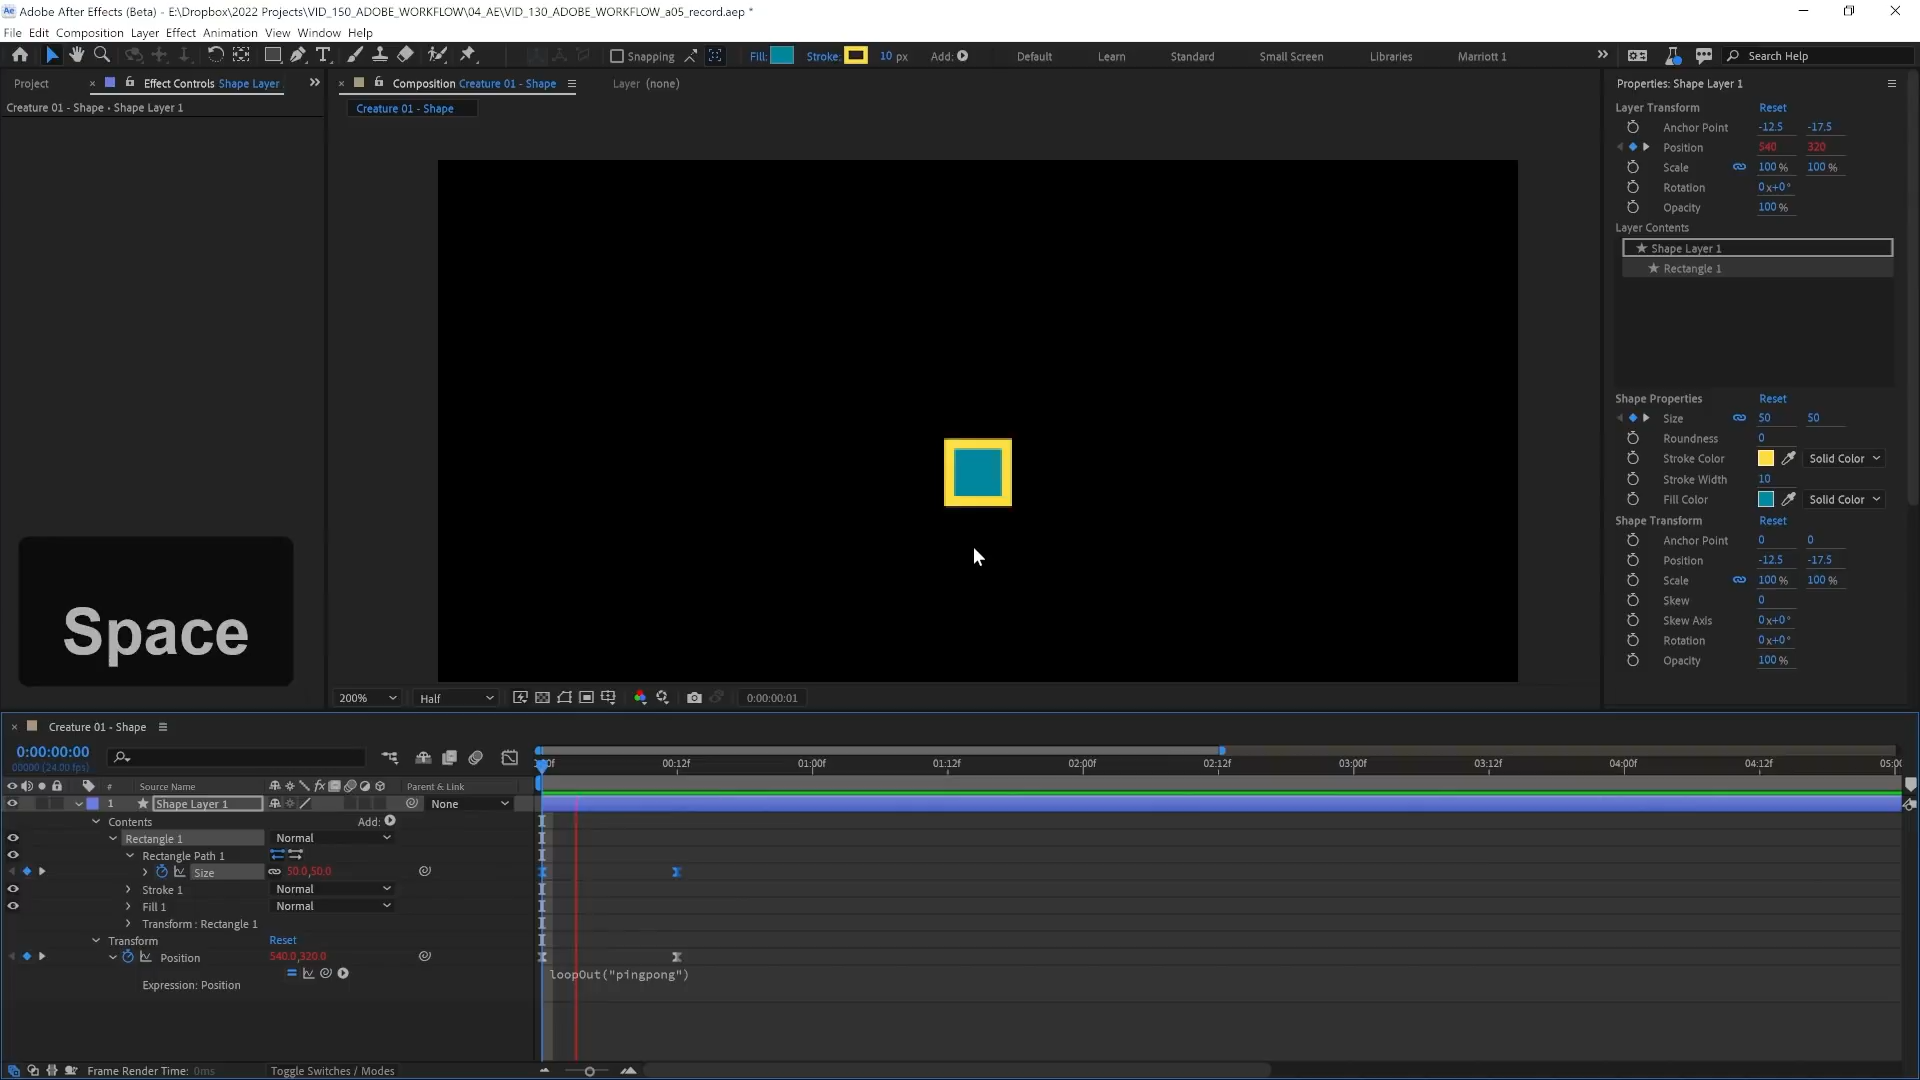 Adobe After Effects (Beta) - E:\Dropbox\2022 Projects\VID_150_ADOBE_WORKFLOW\04_AE\VID_130_ADOBE_WORKFLOW_a05_record.aep *
File Edit Composition Layer Effect Animation View Window Help
Snapping Fill: Stroke: 10 px Add: Default Learn Standard Small Screen Libraries Marriott 1 Search Help
Project Effect Controls Shape Layer Composition Creature 01 - Shape Layer (none)
Creature 01 - Shape • Shape Layer 1
Creature 01 - Shape
Properties: Shape Layer 1
Layer Transform Reset
Anchor Point -12.5 -17.5
Position 540 320
Scale 100 % 100 %
Rotation 0 x+0°
Opacity 100 %
Layer Contents
Shape Layer 1
Rectangle 1
Shape Properties Reset
Size 50 50
Roundness 0
Stroke Color Solid Color
Stroke Width 10
Fill Color Solid Color
Shape Transform Reset
Anchor Point 0 0
Position -12.5 -17.5
Scale 100 % 100 %
Skew 0
Skew Axis 0 x+0°
Rotation 0 x+0°
Opacity 100 %
Space
200% Half 0:00:00:01
Creature 01 - Shape
0:00:00:00
00000 (24.00 fps)
00:12f 01:00f 01:12f 02:00f 02:12f 03:00f 03:12f 04:00f 04:12f
# Source Name Parent & Link
1 Shape Layer 1 None
Contents Add:
Rectangle 1 Normal
Rectangle Path 1
Size 50.0,50.0
Stroke 1 Normal
Fill 1 Normal
Transform : Rectangle 1
Transform Reset
Position 540.0,320.0
loopOut("pingpong")
Expression: Position
Frame Render Time: 0ms Toggle Switches / Modes